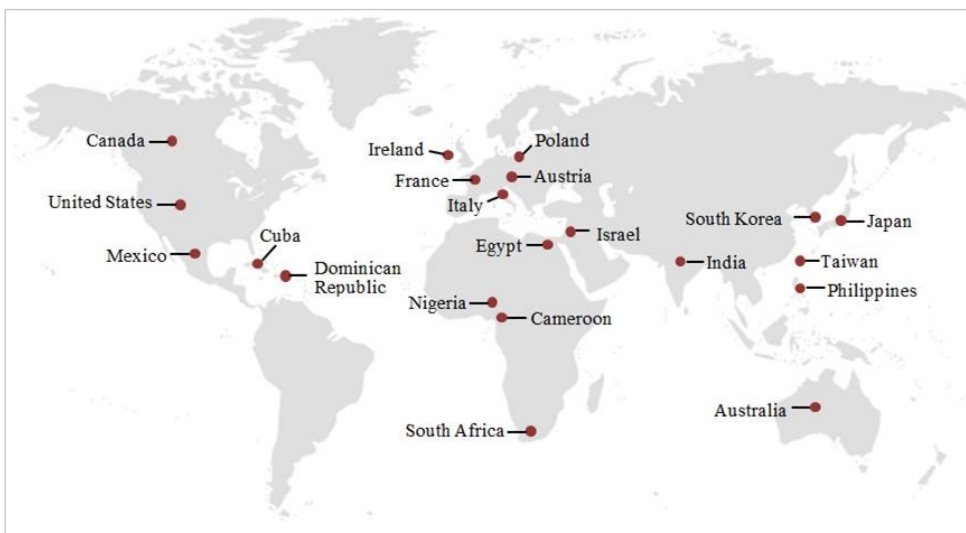 Canada
Ireland
Poland
France
Austria
United States
Italy
South Korea
Japan
Cuba
Israel
Mexico
Egypt
India
Taiwan
Dominican
Republic
Philippines
Nigeria
Cameroon
Australia
South Africa